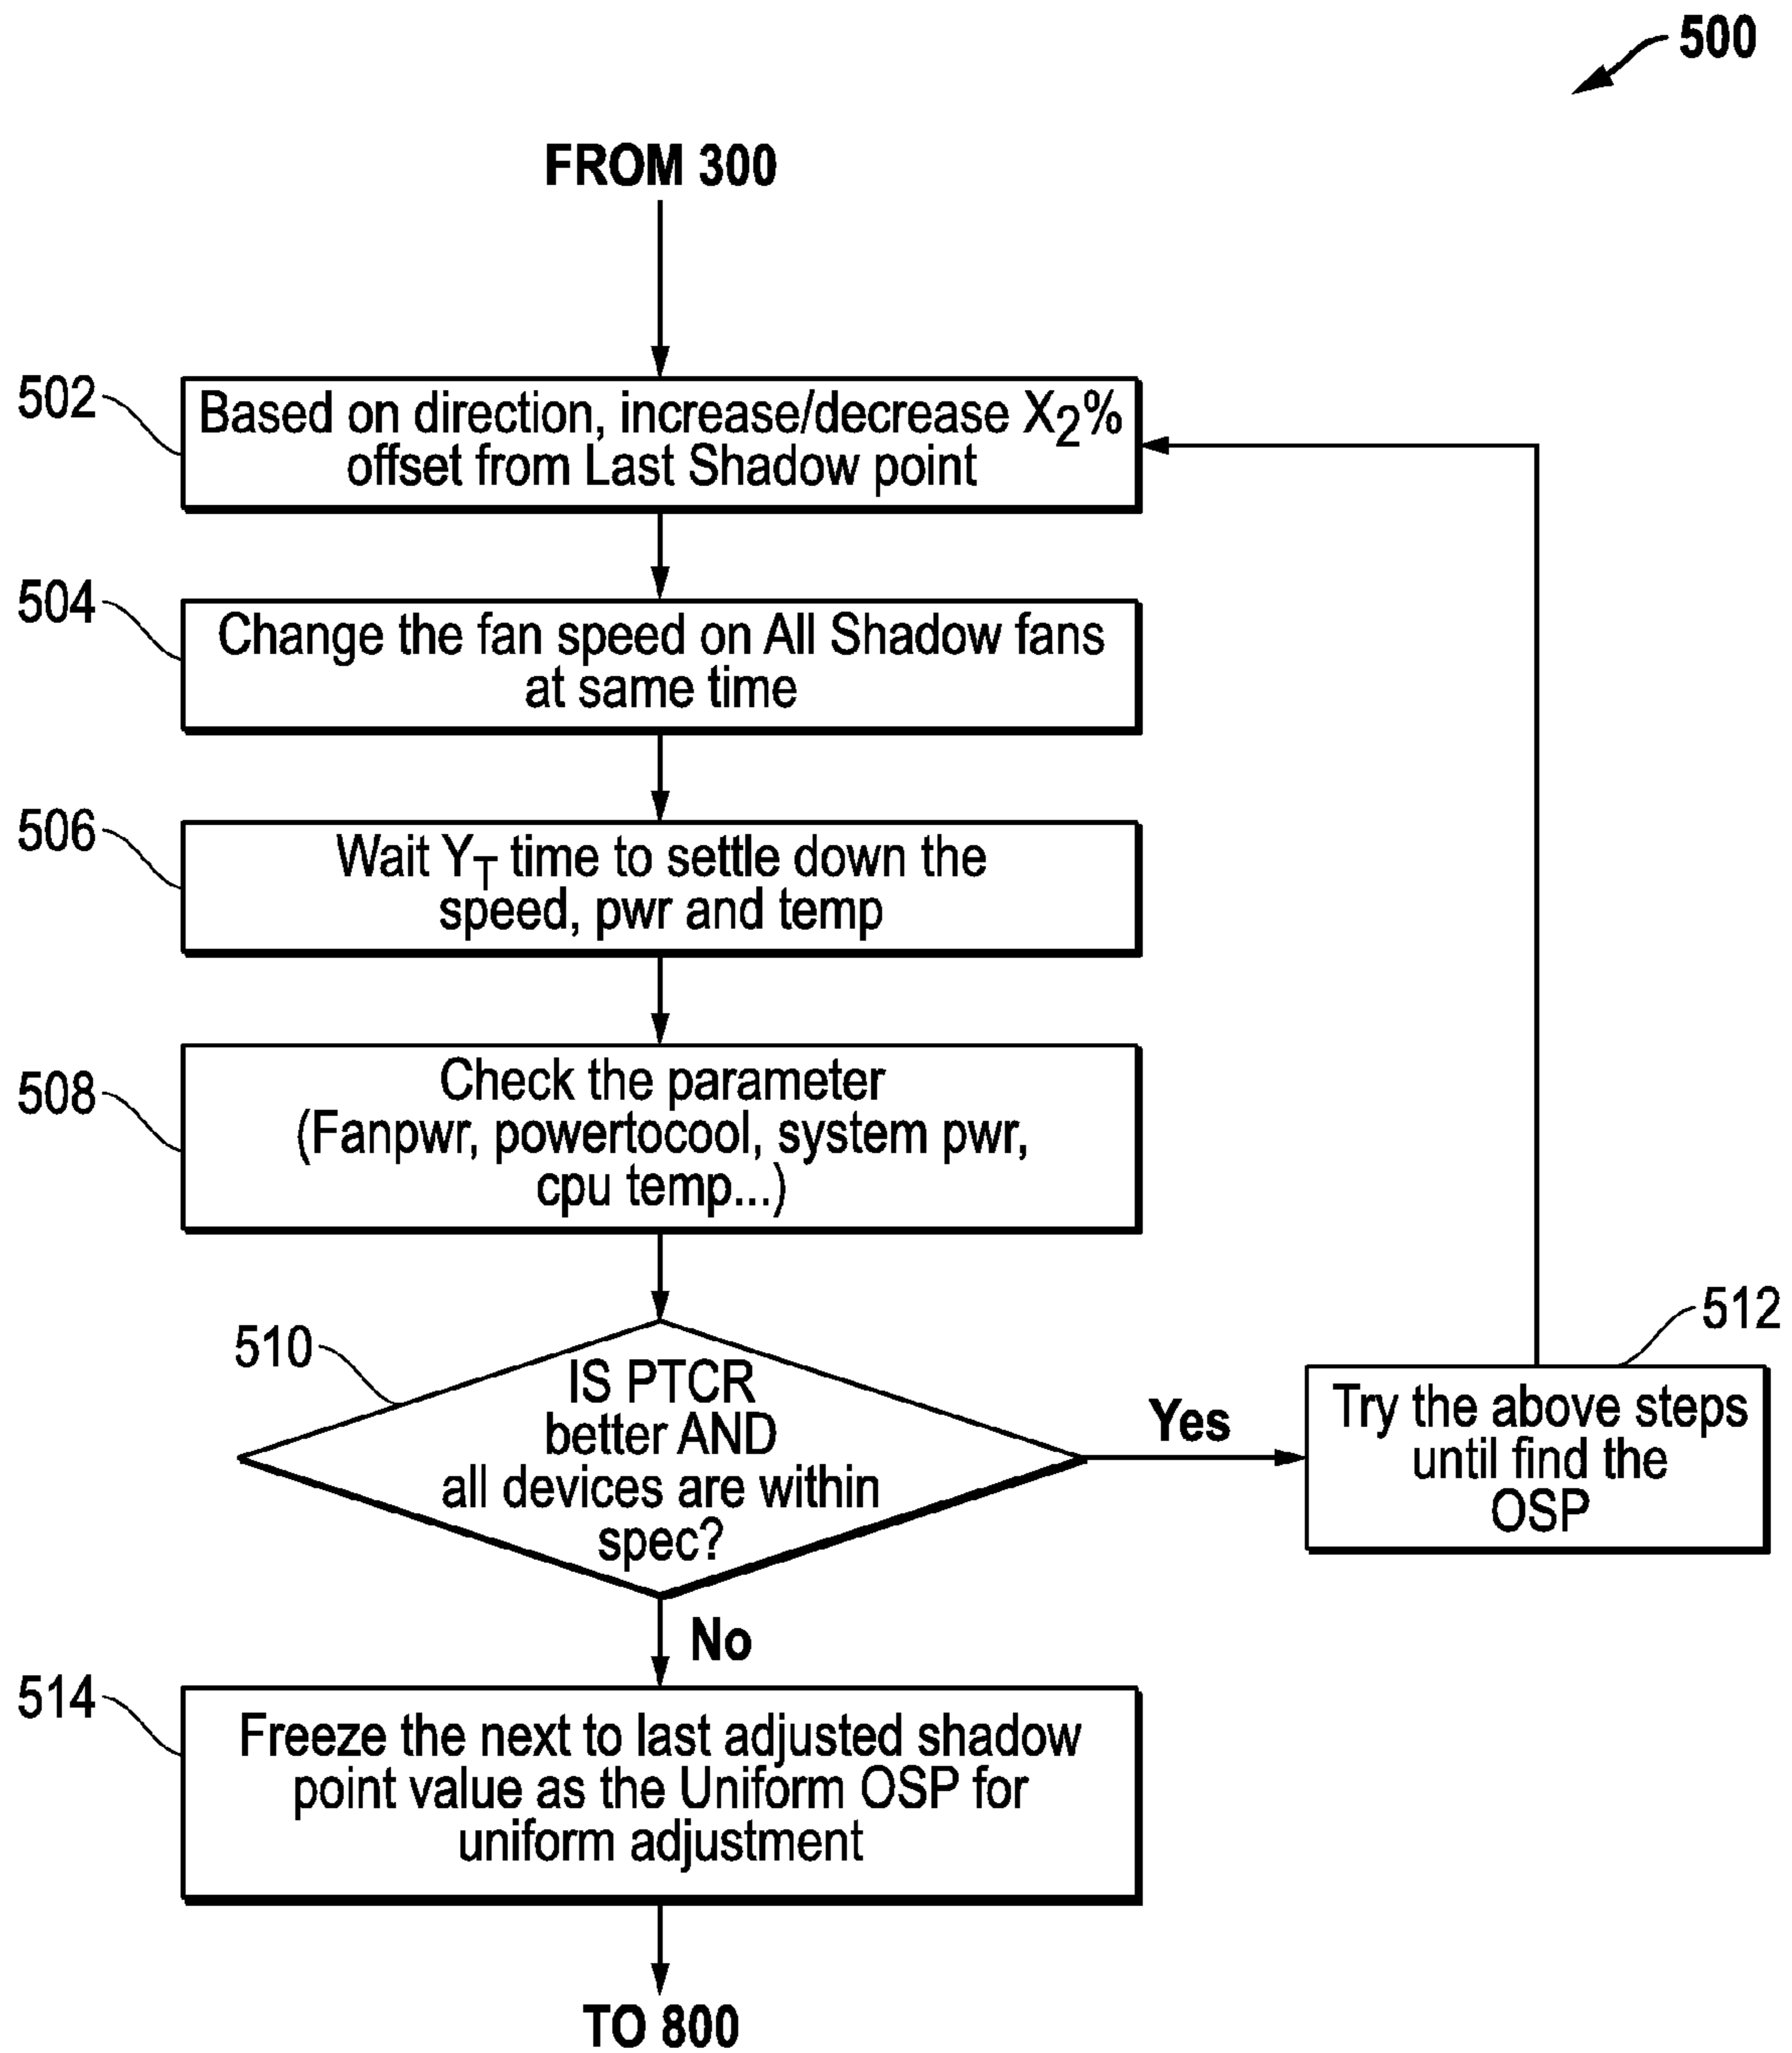 500
FROM 300
502
Based on direction, increase/decrease X₂%
offset from Last Shadow point
504
Change the fan speed on All Shadow fans
at same time
506
Wait Y_T time to settle down the
speed, pwr and temp
508
Check the parameter
(Fanpwr, powertocool, system pwr,
cpu temp...)
510
IS PTCR
better AND
all devices are within
spec?
Yes
512
Try the above steps
until find the
OSP
No
514
Freeze the next to last adjusted shadow
point value as the Uniform OSP for
uniform adjustment
TO 800